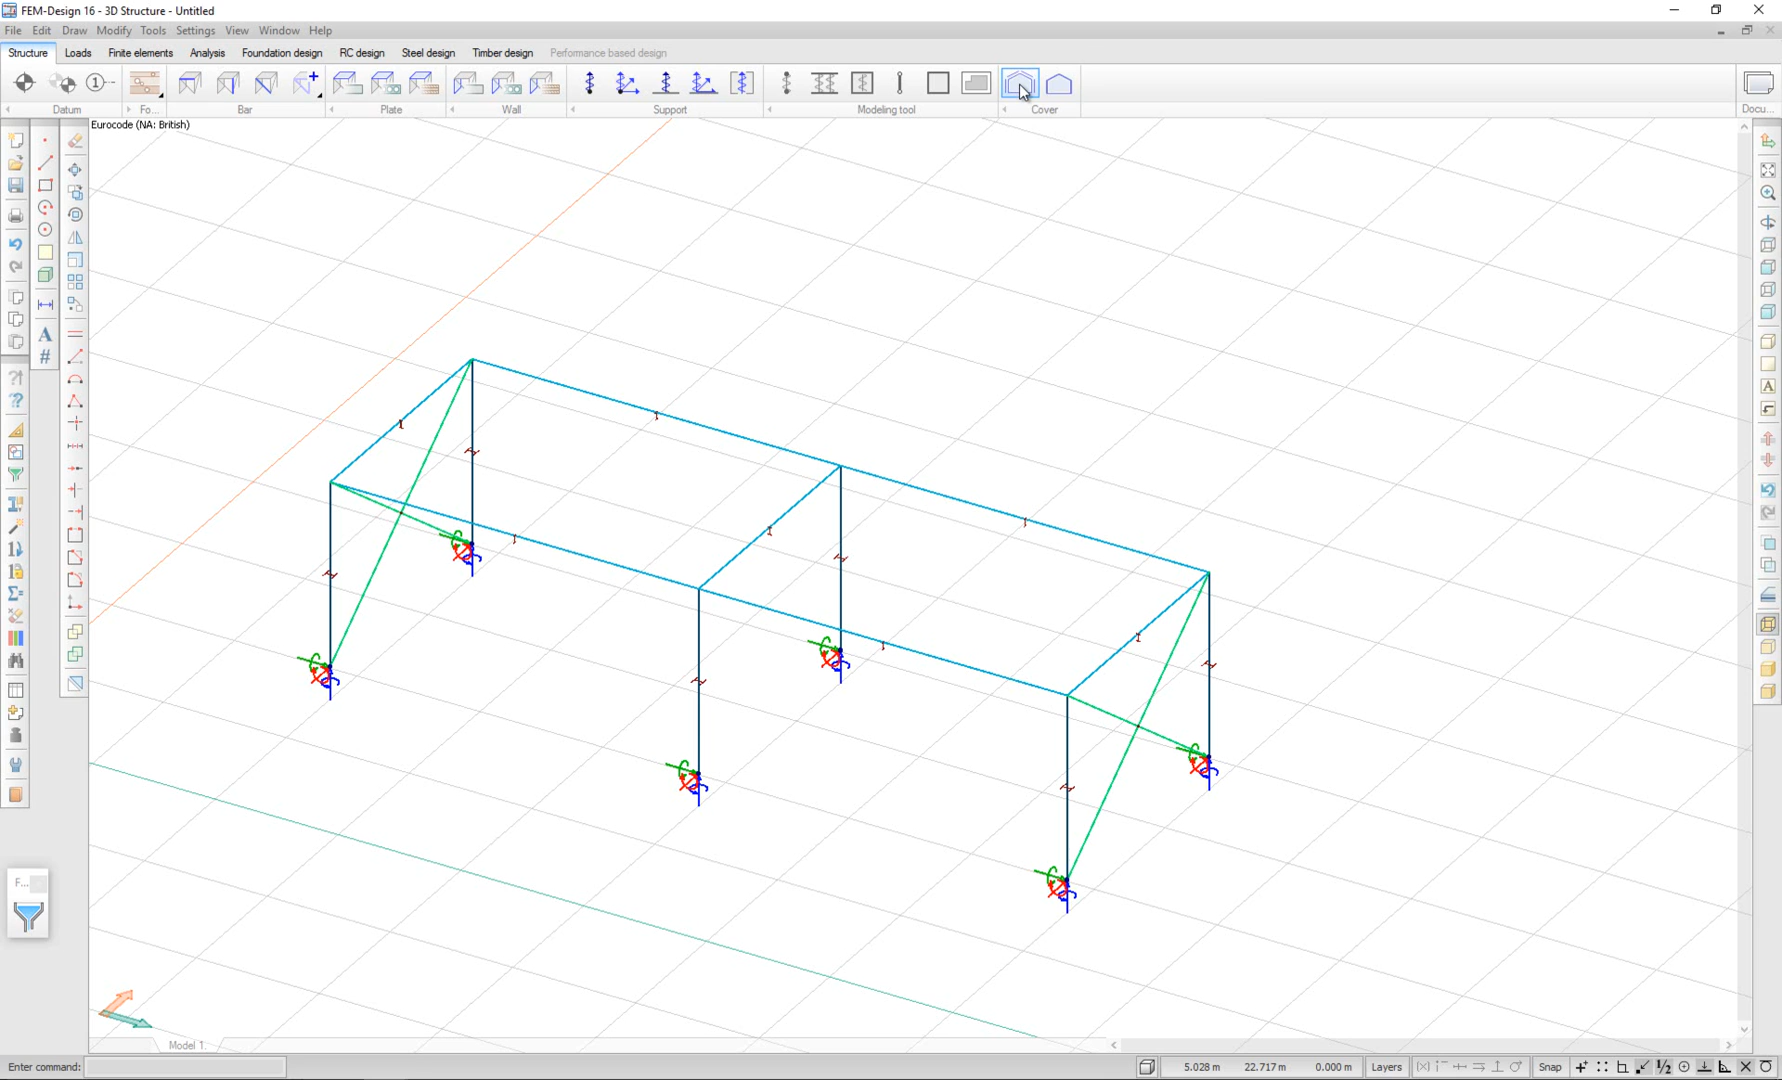 FEM-Design 16 - 3D Structure - Untitled
File Edit Draw Modify Tools Settings View Window Help
Structure Loads Finite elements Analysis Foundation design RC design Steel design Timber design Performance based design
Datum Fo... Bar Plate Wall Support Modeling tool Cover Docu...
Eurocode (NA: British)
F...
Model 1.
Enter command: 5.028 m 22.717 m 0.000 m Layers Snap 1/2